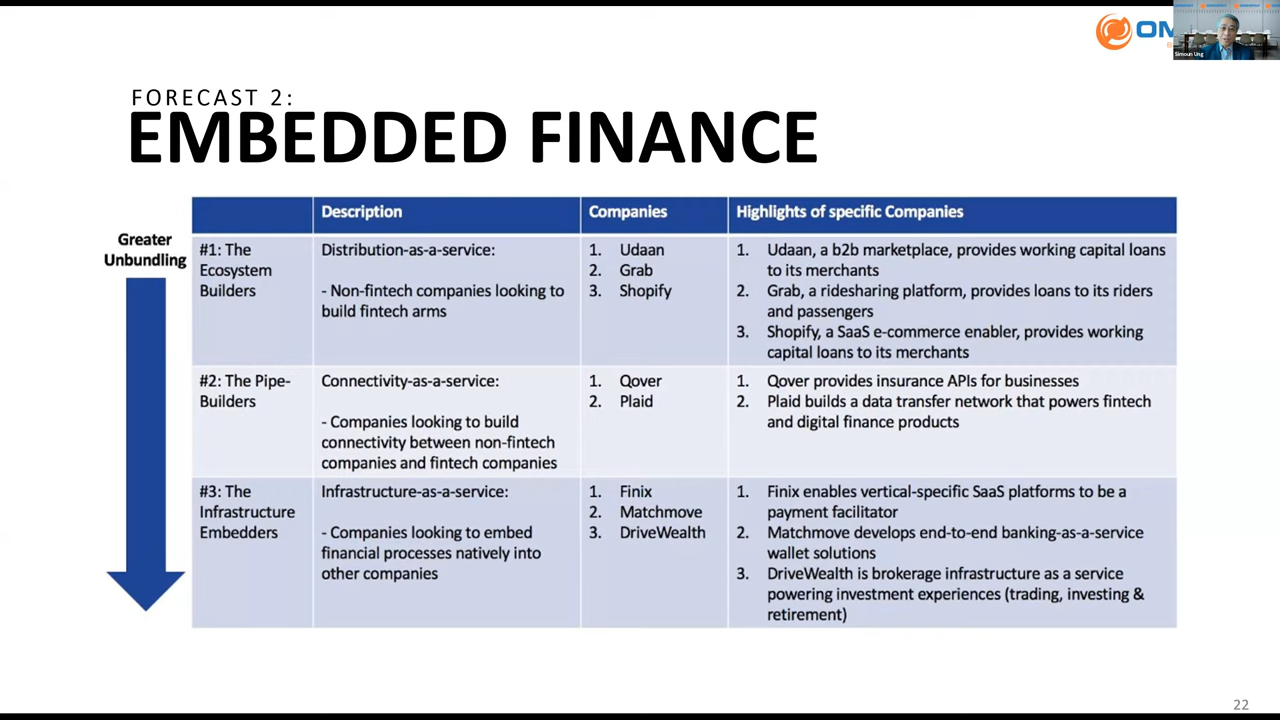 OM
Simoun Ung
FORECAST 2:
EMBEDDED FINANCE
Greater
Unbundling
Description
Companies
Highlights of specific Companies
#1: The
Ecosystem
Builders
Distribution-as-a-service:
- Non-fintech companies looking to
build fintech arms
1. Udaan
2. Grab
3. Shopify
1. Udaan, a b2b marketplace, provides working capital loans
to its merchants
2. Grab, a ridesharing platform, provides loans to its riders
and passengers
3. Shopify, a SaaS e-commerce enabler, provides working
capital loans to its merchants
#2: The Pipe-
Builders
Connectivity-as-a-service:
- Companies looking to build
connectivity between non-fintech
companies and fintech companies
1. Qover
2. Plaid
1. Qover provides insurance APIs for businesses
2. Plaid builds a data transfer network that powers fintech
and digital finance products
#3: The
Infrastructure
Embedders
Infrastructure-as-a-service:
- Companies looking to embed
financial processes natively into
other companies
1. Finix
2. Matchmove
3. DriveWealth
1. Finix enables vertical-specific SaaS platforms to be a
payment facilitator
2. Matchmove develops end-to-end banking-as-a-service
wallet solutions
3. DriveWealth is brokerage infrastructure as a service
powering investment experiences (trading, investing &
retirement)
22